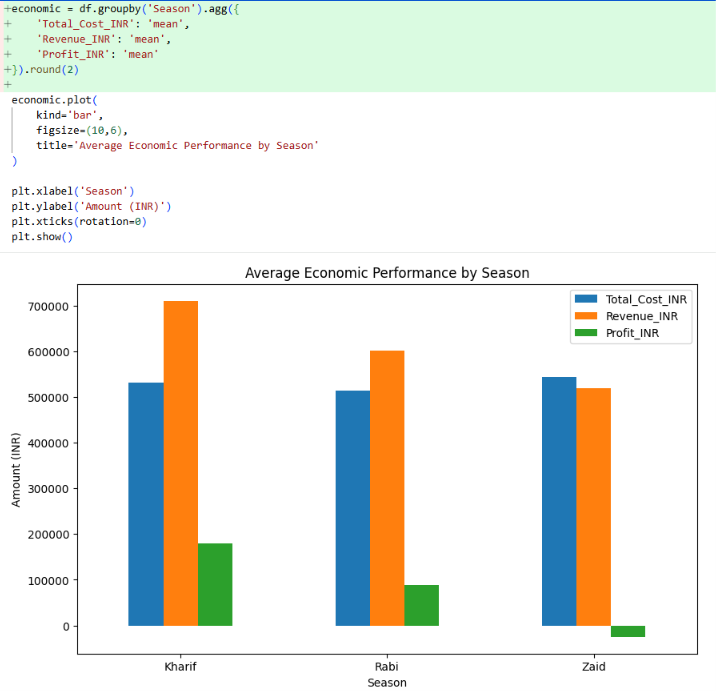 +economic = df.groupby('Season').agg({
+    'Total_Cost_INR': 'mean',
+    'Revenue_INR': 'mean',
+    'Profit_INR': 'mean'
+}).round(2)
+
economic.plot(
    kind='bar',
    figsize=(10,6),
    title='Average Economic Performance by Season'
)

plt.xlabel('Season')
plt.ylabel('Amount (INR)')
plt.xticks(rotation=0)
plt.show()
Average Economic Performance by Season
Total_Cost_INR
Revenue_INR
Profit_INR
700000
600000
500000
400000
300000
200000
100000
0
Amount (INR)
Kharif Rabi Zaid
Season